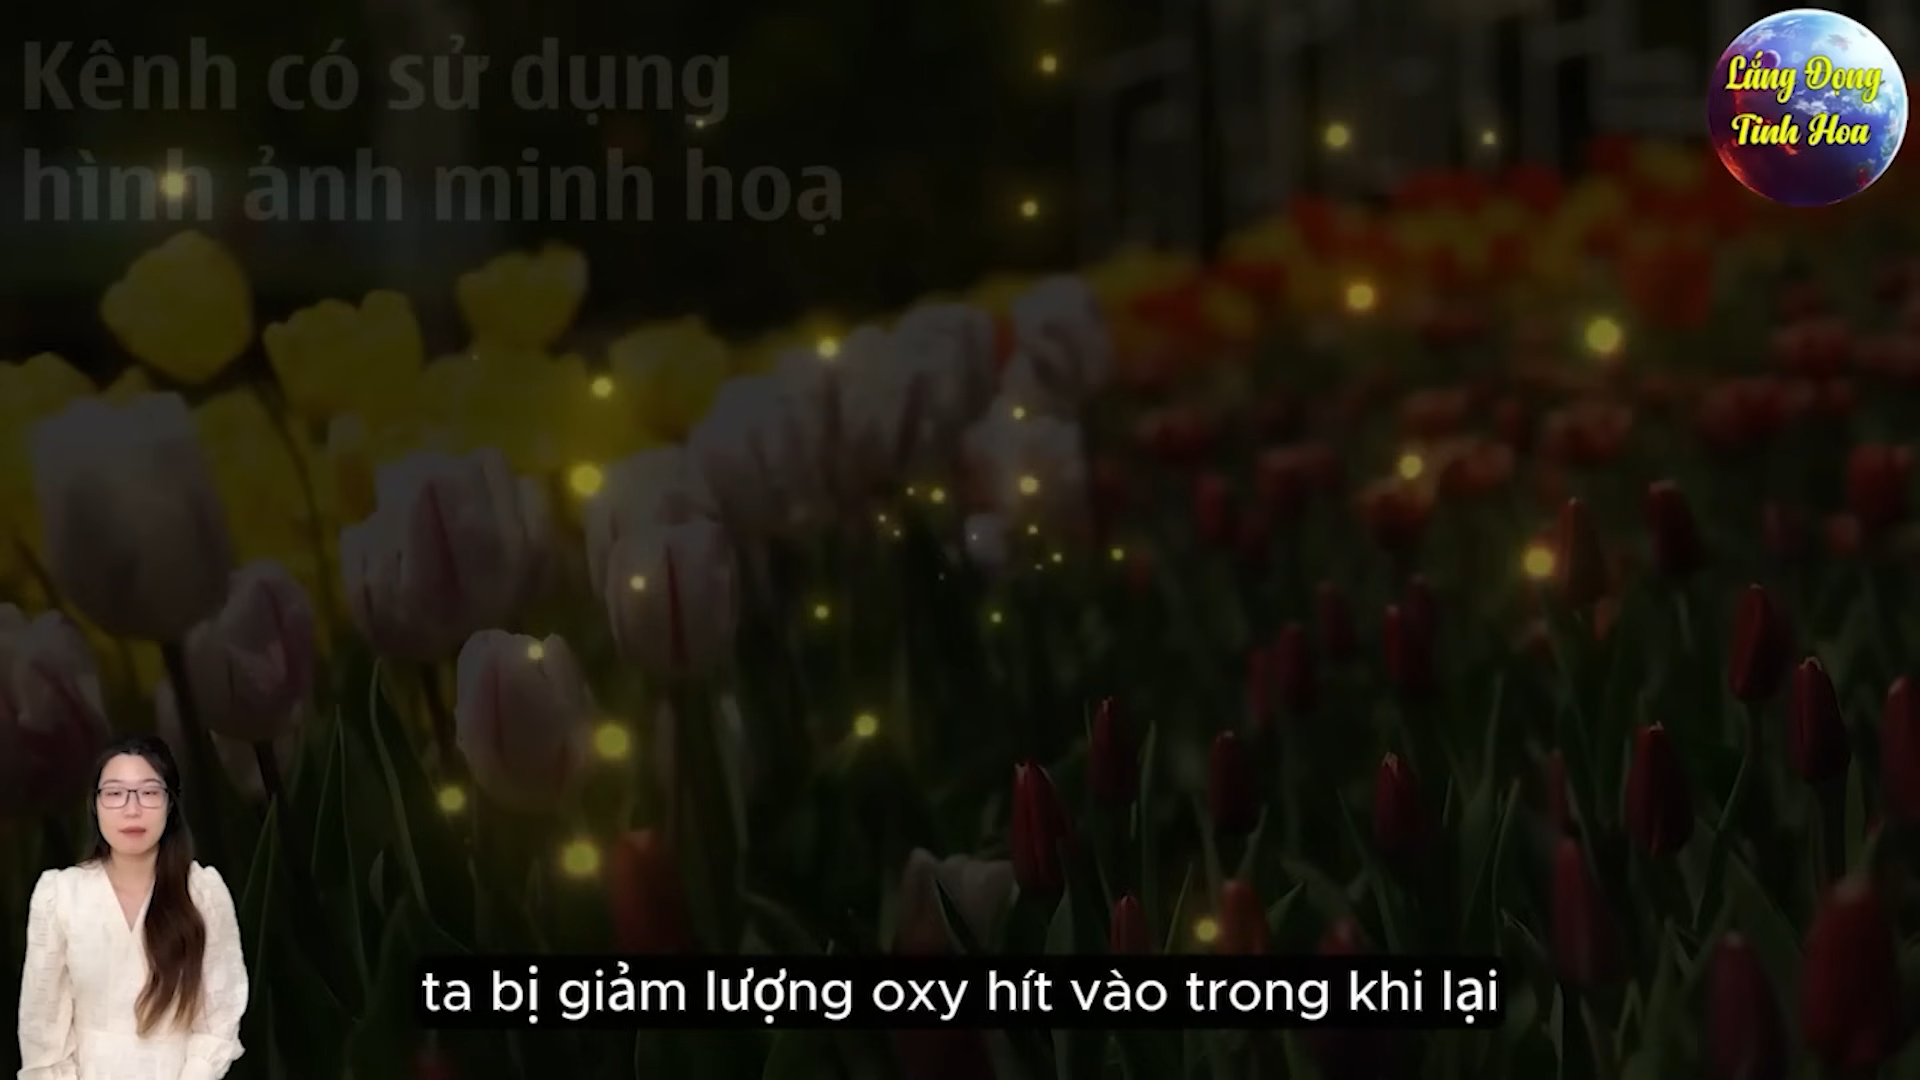 Kênh có sử dụng
hình ảnh minh hoạ
Lắng Đọng
Tinh Hoa
ta bị giảm lượng oxy hít vào trong khi lại